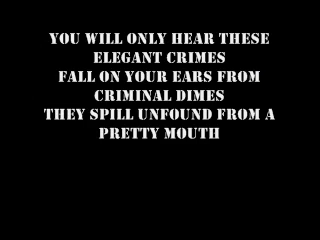 YOU WILL ONLY HEAR THESE
ELEGANT CRIMES
FALL ON YOUR EARS FROM
CRIMINAL DIMES
THEY SPILL UNFOUND FROM A
PRETTY MOUTH